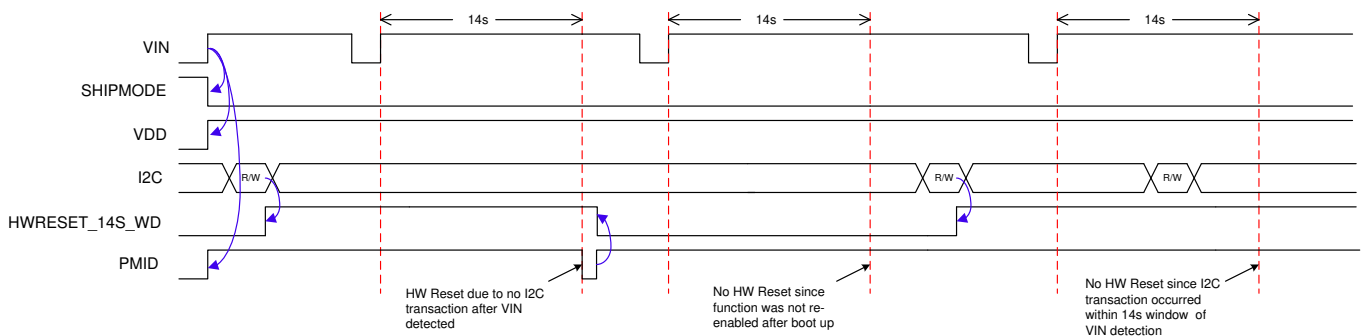 14s 14s 14s
VIN
SHIPMODE
VDD
I2C R/W R/W R/W
HWRESET_14S_WD
PMID
HW Reset due to no I2C
transaction after VIN
detected
No HW Reset since
function was not re-
enabled after boot up
No HW Reset since I2C
transaction occurred
within 14s window of
VIN detection